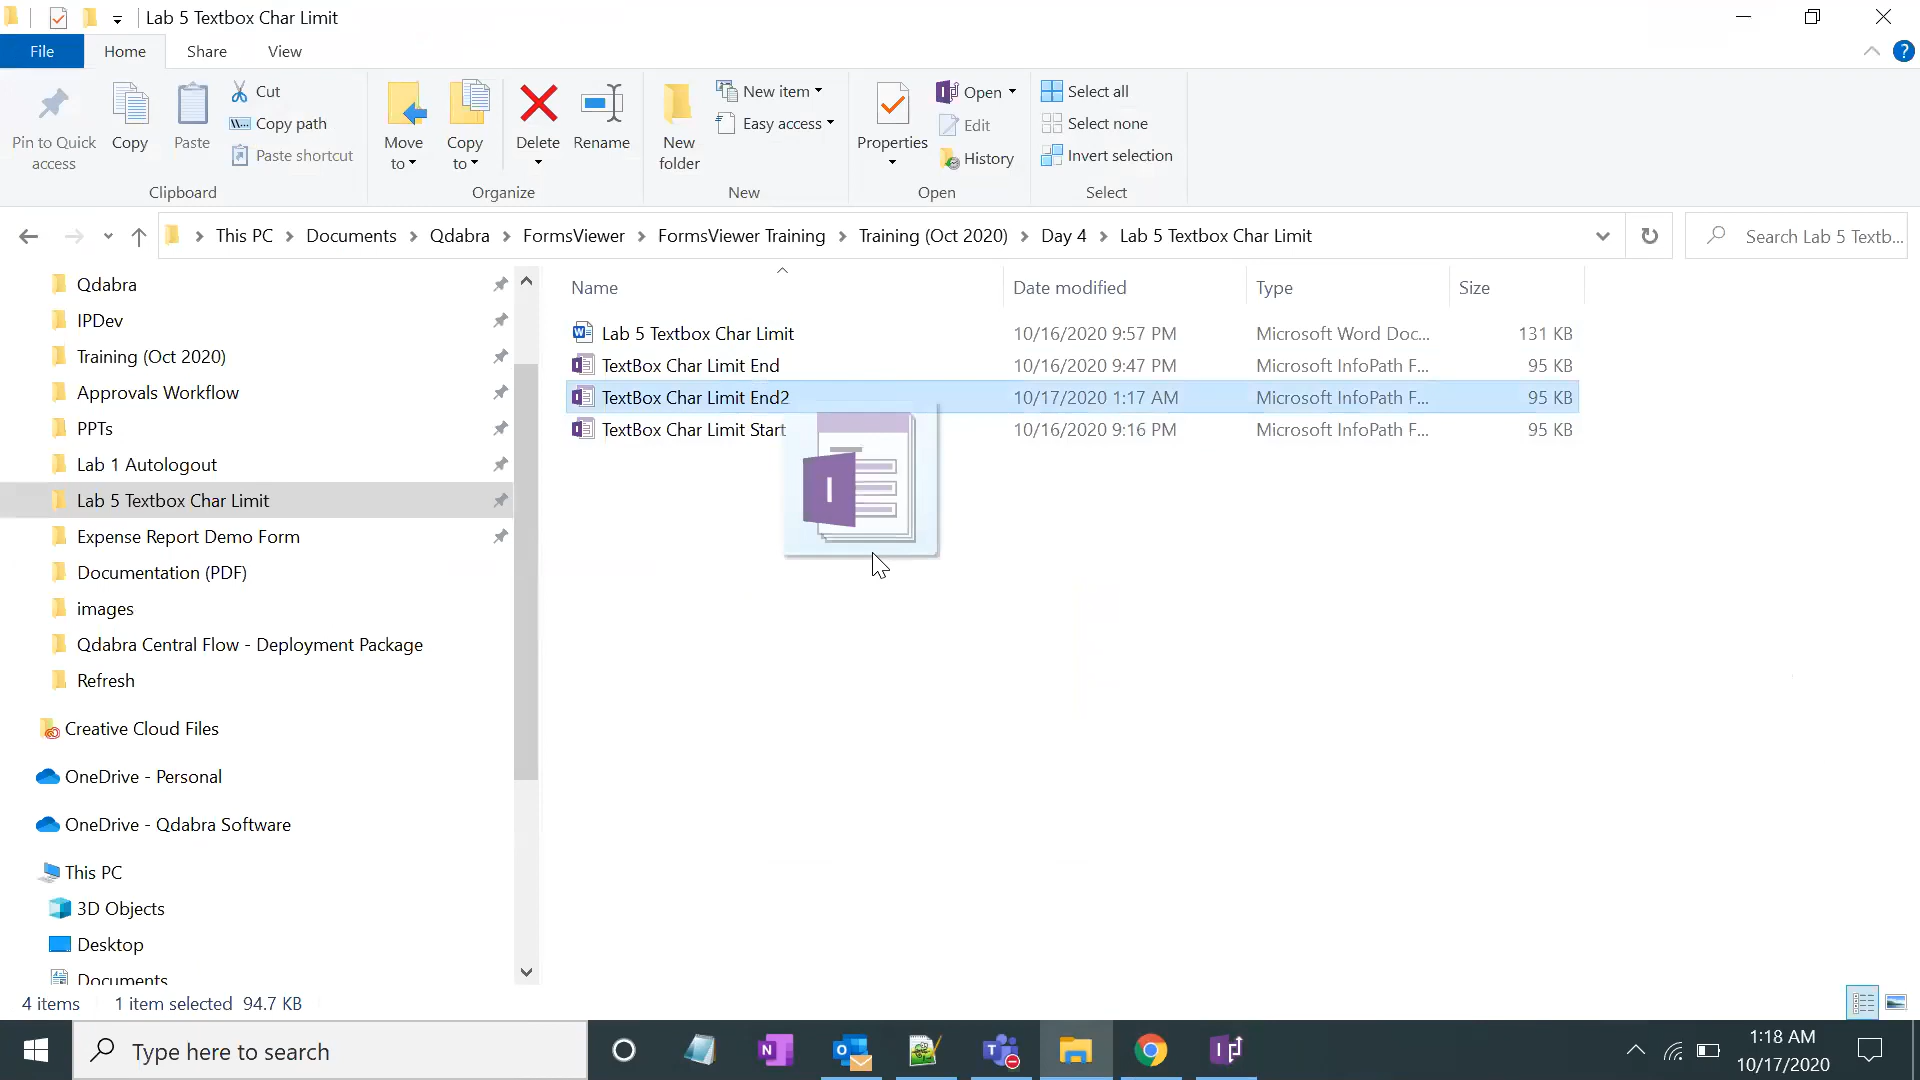 Lab 5 Textbox Char Limit
File Home Share View
Pin to Quick access
Copy
Paste
Cut
Copy path
Paste shortcut
Clipboard
Move to
Copy to
Delete
Rename
Organize
New folder
New item
Easy access
New
Properties
Open
Edit
History
Open
Select all
Select none
Invert selection
Select
This PC Documents Qdabra FormsViewer FormsViewer Training Training (Oct 2020) Day 4 Lab 5 Textbox Char Limit
Search Lab 5 Textb...
Qdabra
IPDev
Training (Oct 2020)
Approvals Workflow
PPTs
Lab 1 Autologout
Lab 5 Textbox Char Limit
Expense Report Demo Form
Documentation (PDF)
images
Qdabra Central Flow - Deployment Package
Refresh
Creative Cloud Files
OneDrive - Personal
OneDrive - Qdabra Software
This PC
3D Objects
Desktop
Documents
Name Date modified Type Size
Lab 5 Textbox Char Limit 10/16/2020 9:57 PM Microsoft Word Doc... 131 KB
TextBox Char Limit End 10/16/2020 9:47 PM Microsoft InfoPath F... 95 KB
TextBox Char Limit End2 10/17/2020 1:17 AM Microsoft InfoPath F... 95 KB
TextBox Char Limit Start 10/16/2020 9:16 PM Microsoft InfoPath F... 95 KB
4 items 1 item selected 94.7 KB
Type here to search
1:18 AM
10/17/2020